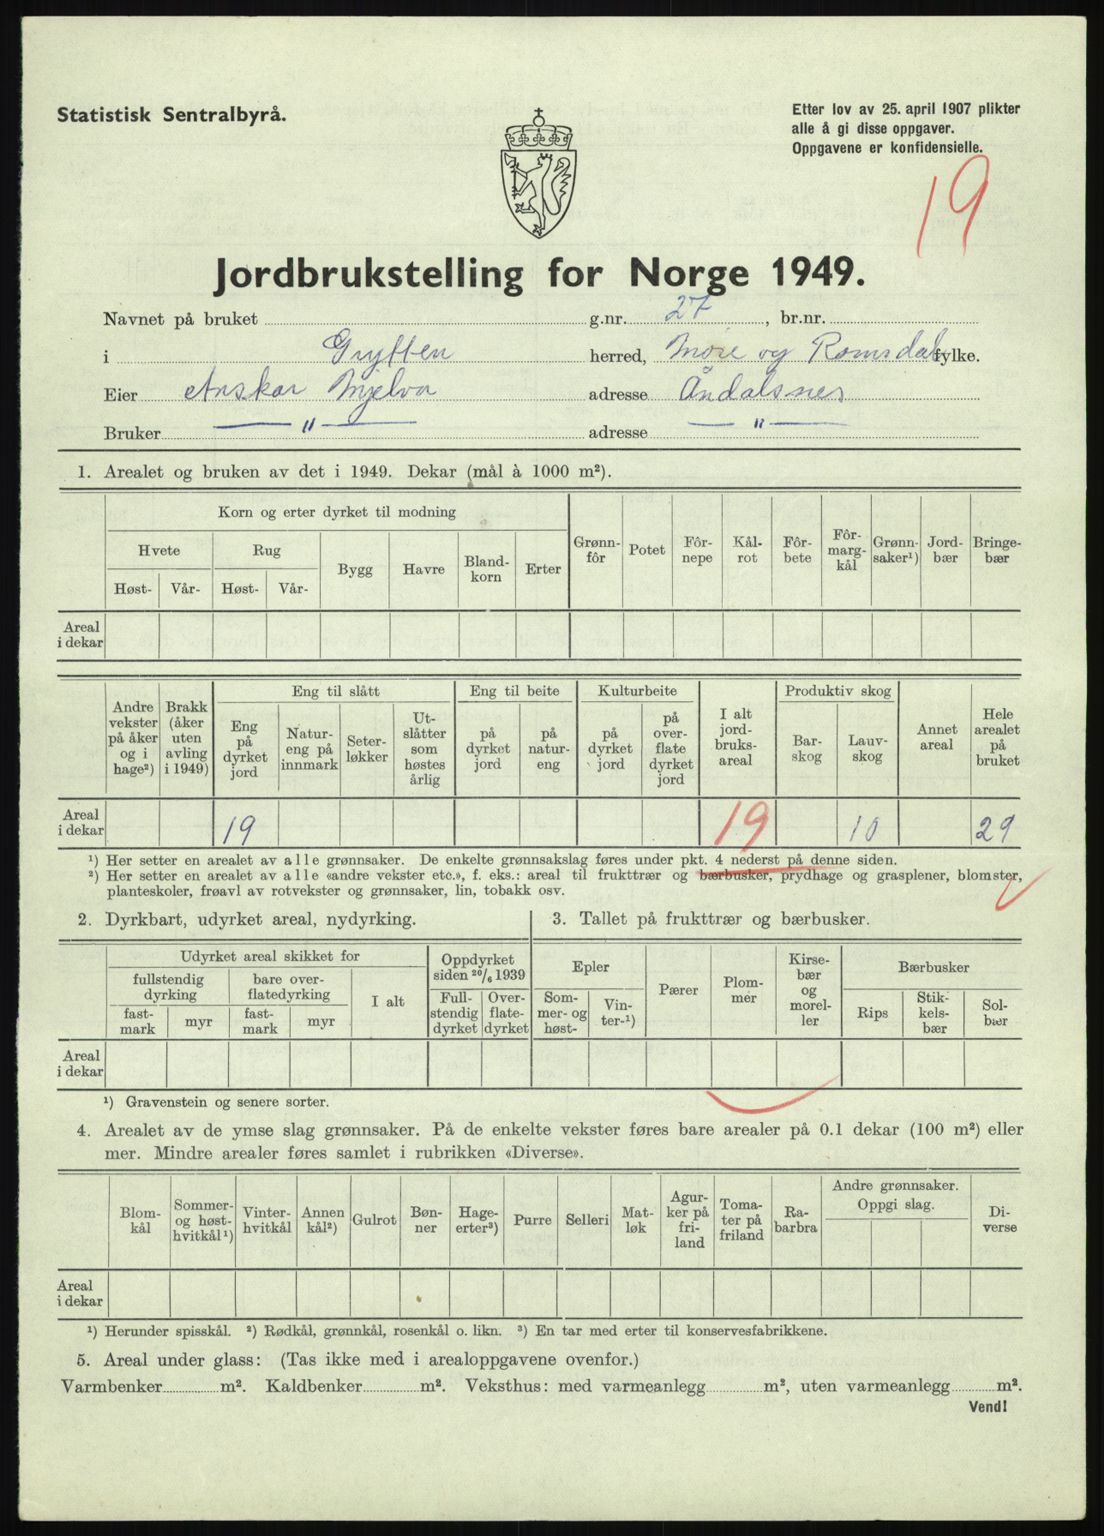 Statistisk Sentralbyrå.
Etter lov av 25. april 1907 plikter
alle å gi disse oppgaver.
Oppgavene er konfidensielle.
19
Jordbrukstelling for Norge 1949.
Navnet på bruket g.nr. 27, br.nr.
i Grytten herred, Møre og Romsdal fylke.
Eier Anskar Mjelva adresse Åndalsnes
Bruker — " — adresse — " —
1. Arealet og bruken av det i 1949. Dekar (mål à 1000 m²).
Korn og erter dyrket til modning
Hvete Rug Bygg Havre Bland-korn Erter Grønn-fôr Potet Fôr-nepe Kål-rot Fôr-bete Fôr-marg-kål Grønn-saker¹) Jord-bær Bringe-bær
Høst- Vår- Høst- Vår-
Areal
i dekar
Andre vekster på åker og i hage²) Brakk (åker uten avling i 1949) Eng til slått Eng til beite Kulturbeite I alt jord-bruks-areal Produktiv skog Annet areal Hele arealet på bruket
Eng på dyrket jord Natur-eng på innmark Seter-løkker Ut-slåtter som høstes årlig på dyrket jord på natur-eng på dyrket jord på over-flate dyrket jord Bar-skog Lauv-skog
Areal
i dekar 19 19 10 29
¹) Her setter en arealet av alle grønnsaker. De enkelte grønnsakslag føres under pkt. 4 nederst på denne siden.
²) Her setter en arealet av alle «andre vekster etc.», f. eks.: areal til frukttrær og bærbusker, prydhage og grasplener, blomster,
planteskoler, frøavl av rotvekster og grønnsaker, lin, tobakk osv.
2. Dyrkbart, udyrket areal, nydyrking.
Udyrket areal skikket for Oppdyrket siden 20/6 1939
fullstendig dyrking bare over-flatedyrking I alt Full-stendig dyrket Over-flate-dyrket
fast-mark myr fast-mark myr
Areal
i dekar
¹) Gravenstein og senere sorter.
3. Tallet på frukttrær og bærbusker.
Epler Pærer Plom-mer Kirse-bær og morel-ler Bærbusker
Som-mer- og høst- Vin-ter-¹) Rips Stik-kels-bær Sol-bær
4. Arealet av de ymse slag grønnsaker. På de enkelte vekster føres bare arealer på 0.1 dekar (100 m²) eller
mer. Mindre arealer føres samlet i rubrikken «Diverse».
Blom-kål Sommer- og høst-hvitkål¹) Vinter-hvitkål Annen kål²) Gulrot Bøn-ner Hage-erter³) Purre Selleri Mat-løk Agur-ker på fri-land Toma-ter på friland Ra-barbra Andre grønnsaker. Oppgi slag. Di-verse
Areal
i dekar
¹) Herunder spisskål. ²) Rødkål, grønnkål, rosenkål o. likn. ³) En tar med erter til konservesfabrikkene.
5. Areal under glass: (Tas ikke med i arealoppgavene ovenfor.)
Varmbenker m². Kaldbenker m². Veksthus: med varmeanlegg m², uten varmeanlegg m².
Vend!